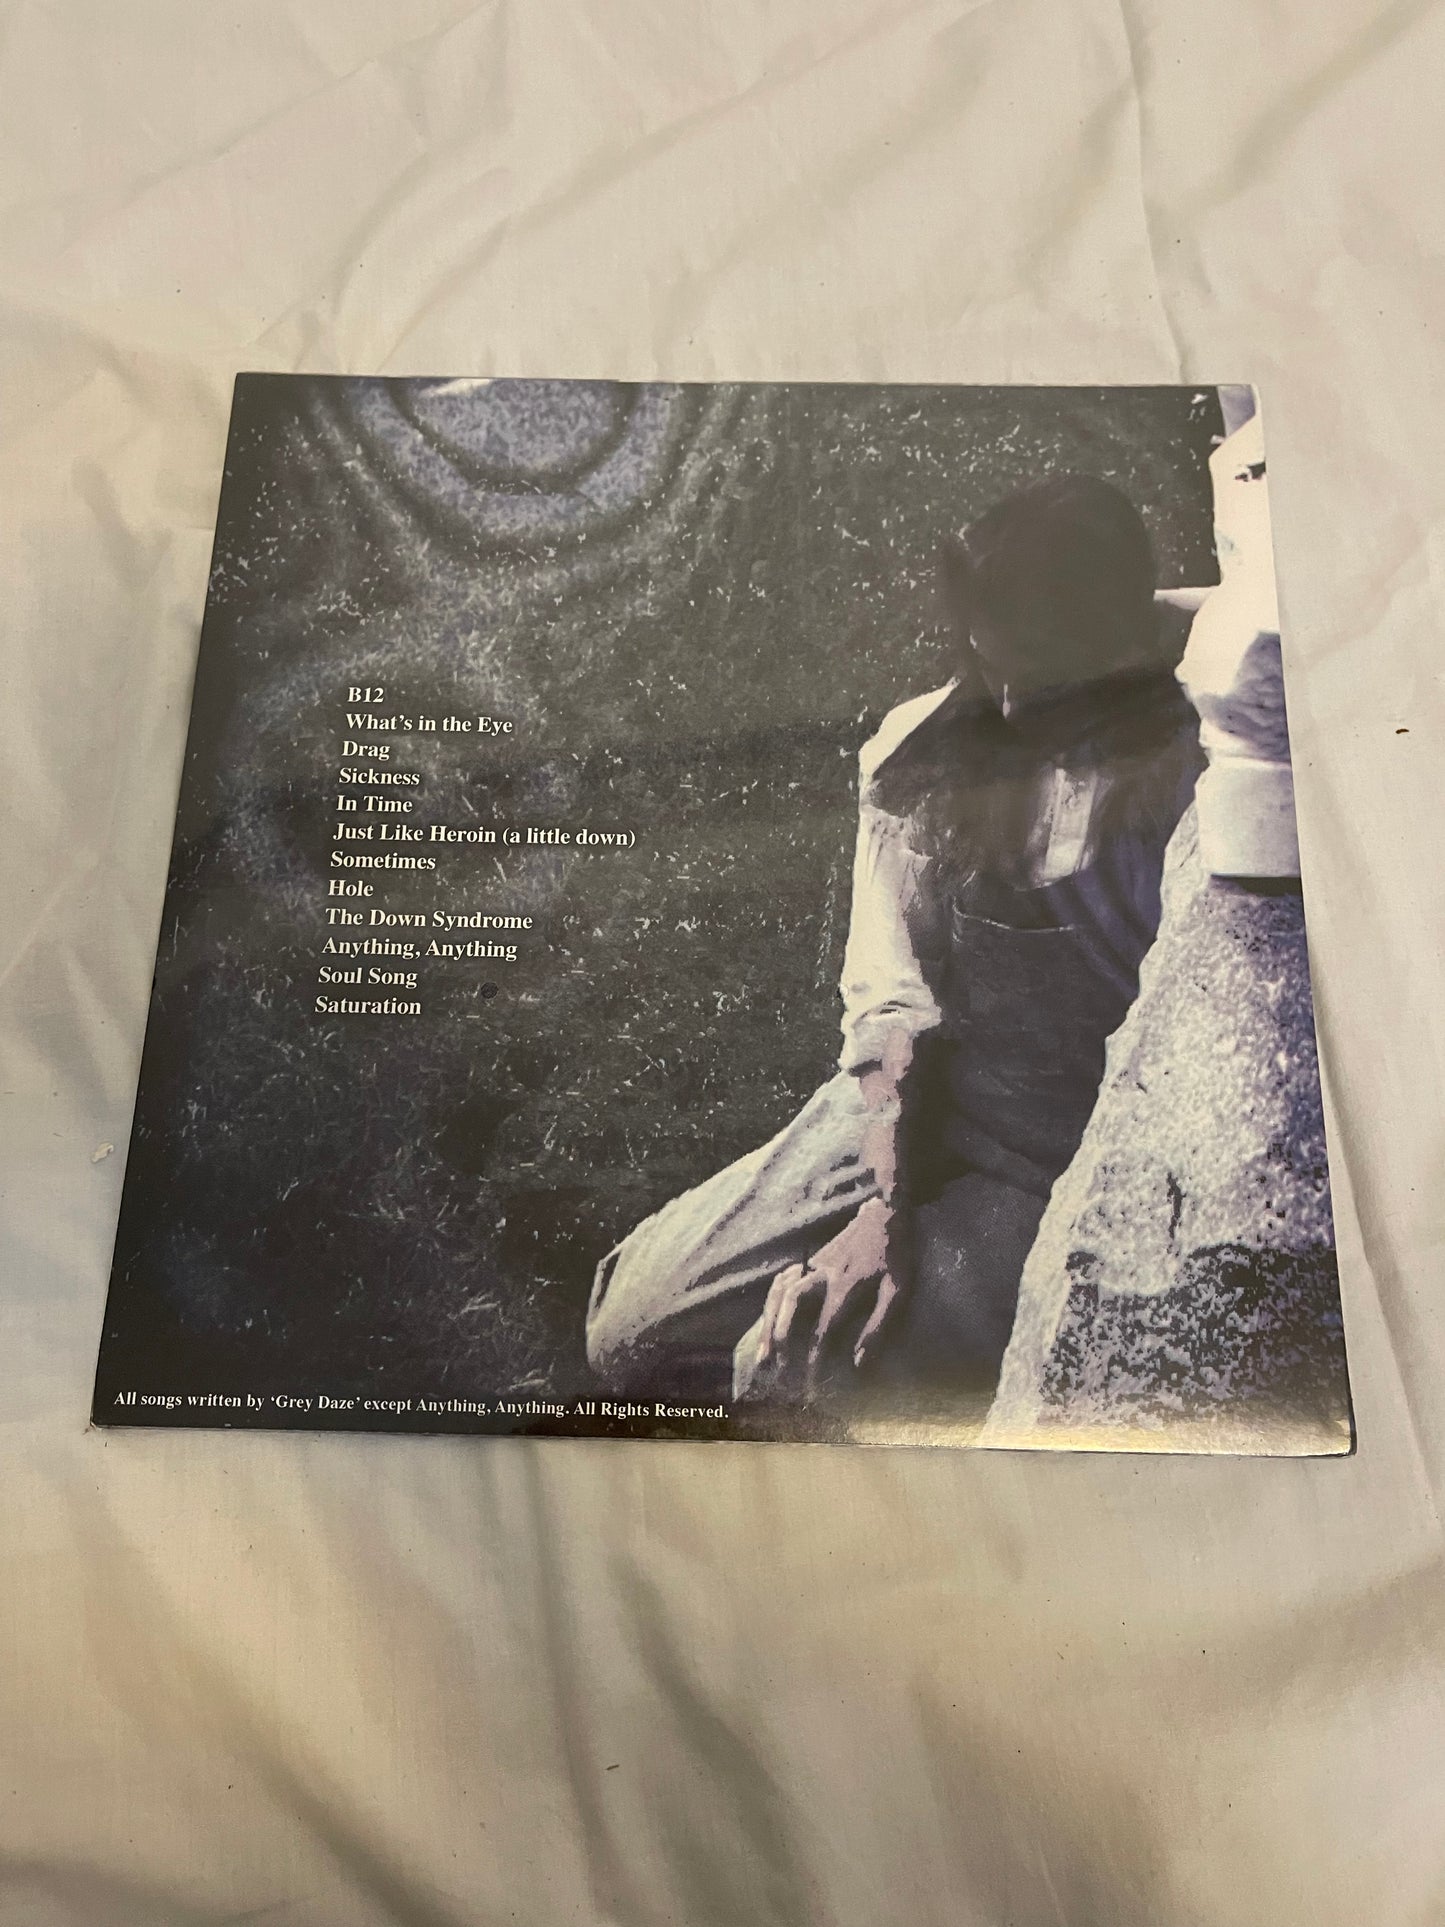 B12
What's in the Eye
Drag
Sickness
In Time
Just Like Heroin (a little down)
Sometimes
Hole
The Down Syndrome
Anything, Anything
Soul Song
Saturation
All songs written by ‘Grey Daze’ except Anything, Anything. All Rights Reserved.